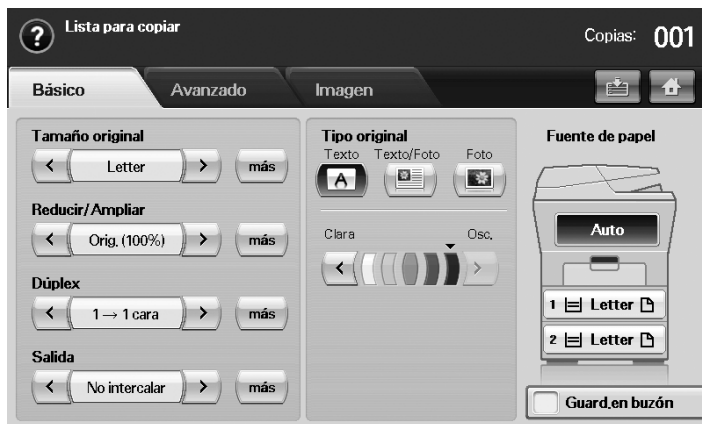 ?
Lista para copiar
Copias: 001
Básico
Avanzado
Imagen
Tamaño original
Letter
más
Reducir/Ampliar
Orig. (100%)
más
Dúplex
1 → 1 cara
más
Salida
No intercalar
más
Tipo original
Texto
Texto/Foto
Foto
A
Clara
Osc.
Fuente de papel
Auto
1 Letter
2 Letter
Guard.en buzón